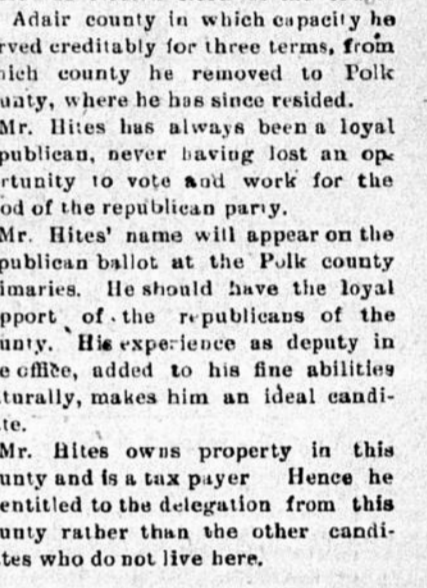 Adair county in which capacity he
rved creditably for three terms, from
hich county he removed to Polk
unty, where he has since resided.
Mr. Hites has always been a loyal
publican, never having lost an op-
rtunity to vote and work for the
od of the republican party.
Mr. Hites' name will appear on the
publican ballot at the Polk county
imaries. He should have the loyal
pport of the republicans of the
unty. His experience as deputy in
e office, added to his fine abilities
turally, makes him an ideal candi-
te.
Mr. Hites owns property in this
unty and is a tax payer Hence he
entitled to the delegation from this
unty rather than the other candi-
tes who do not live here.